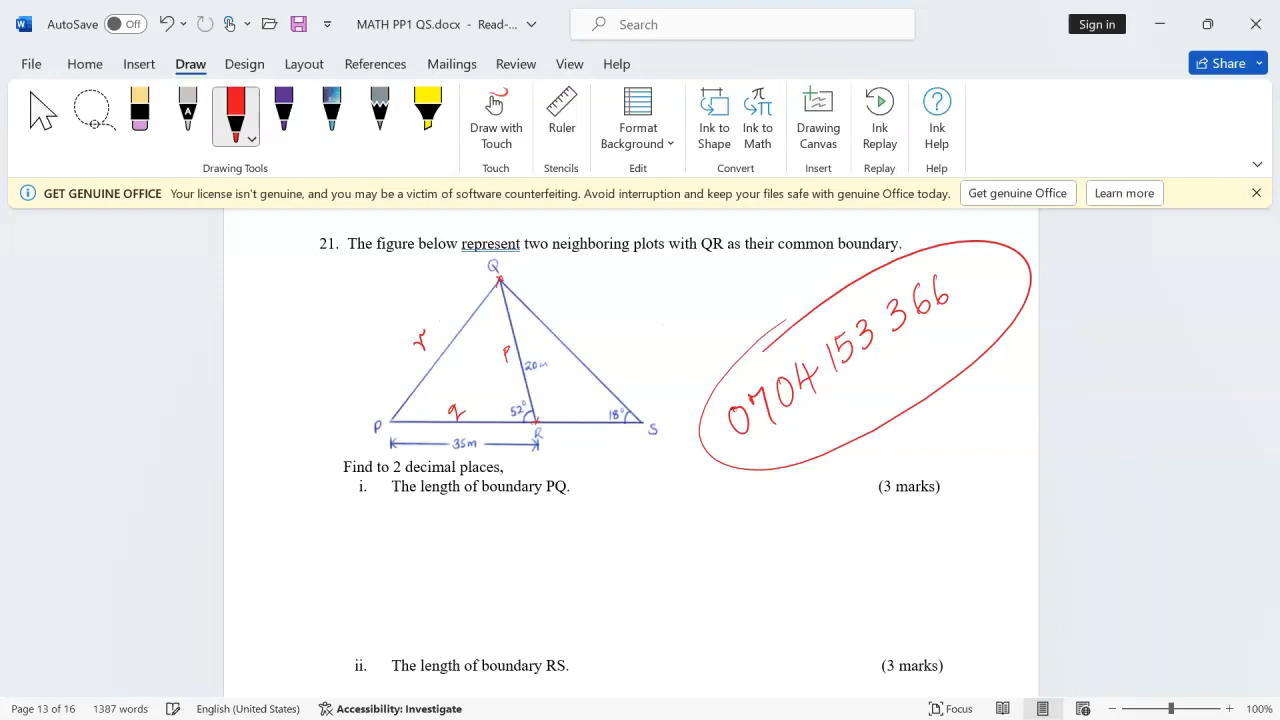 AutoSave Off MATH PP1 QS.docx - Read-... Search Sign in
File Home Insert Draw Design Layout References Mailings Review View Help Share
Draw with Touch Ruler Format Background Ink to Shape Ink to Math Drawing Canvas Ink Replay Ink Help
Drawing Tools Touch Stencils Edit Convert Insert Replay Help
GET GENUINE OFFICE Your license isn't genuine, and you may be a victim of software counterfeiting. Avoid interruption and keep your files safe with genuine Office today. Get genuine Office Learn more
21. The figure below represent two neighboring plots with QR as their common boundary.
Q
r
p
20m
0704 153 366
q
52°
18°
P
R
S
35m
Find to 2 decimal places,
i. The length of boundary PQ. (3 marks)
ii. The length of boundary RS. (3 marks)
Page 13 of 16 1387 words English (United States) Accessibility: Investigate Focus 100%